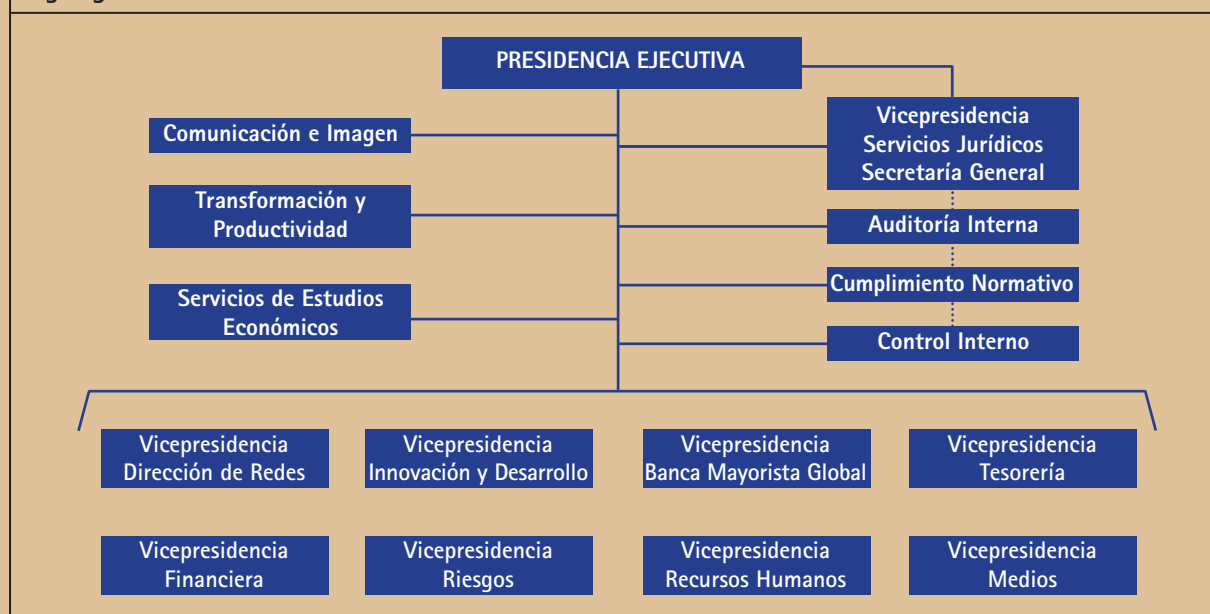 PRESIDENCIA EJECUTIVA
Comunicación e Imagen
Transformación y
Productividad
Servicios de Estudios
Económicos
Vicepresidencia
Servicios Jurídicos
Secretaría General
Auditoría Interna
Cumplimiento Normativo
Control Interno
Vicepresidencia
Dirección de Redes
Vicepresidencia
Innovación y Desarrollo
Vicepresidencia
Banca Mayorista Global
Vicepresidencia
Tesorería
Vicepresidencia
Financiera
Vicepresidencia
Riesgos
Vicepresidencia
Recursos Humanos
Vicepresidencia
Medios